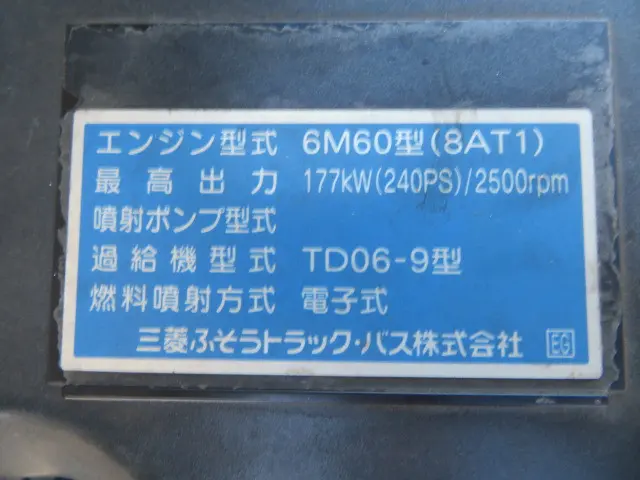 エンジン型式 6M60型(8AT1)
最高出力 177kW(240PS)/2500rpm
噴射ポンプ型式
過給機型式 TD06-9型
燃料噴射方式 電子式
三菱ふそうトラック・バス株式会社 EG